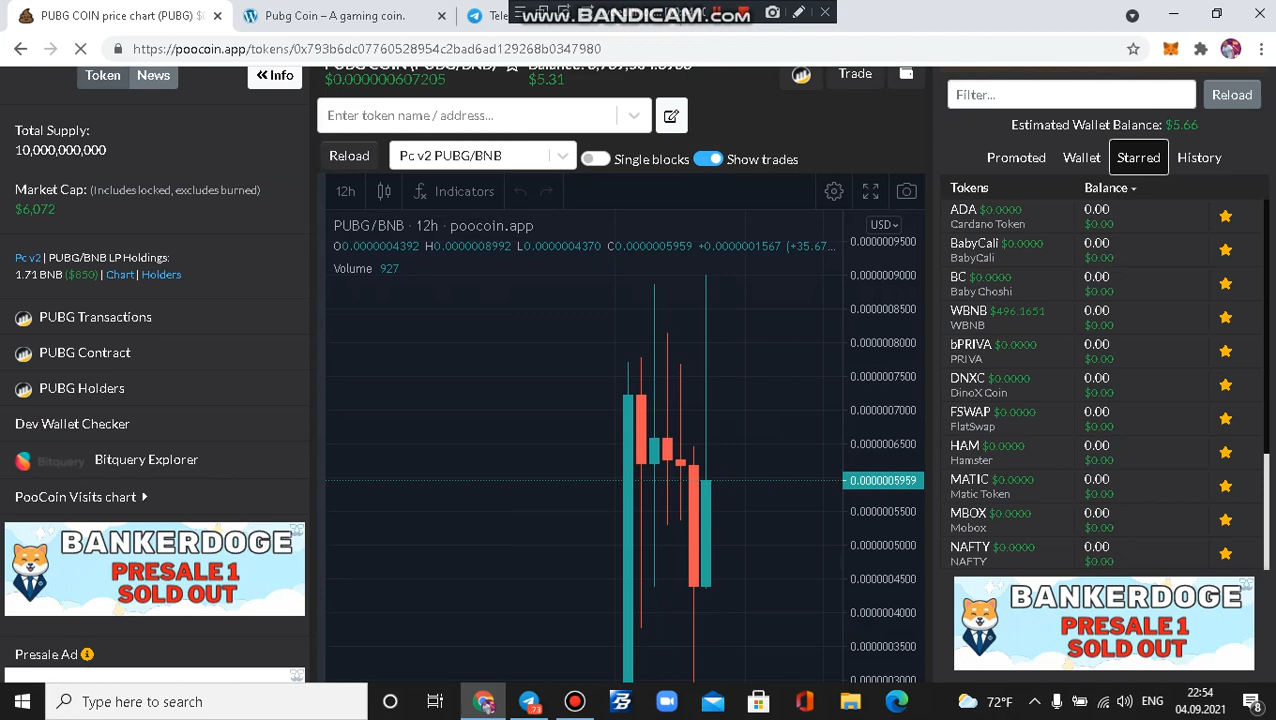 PUBG COIN price chart (PUBG) $0
Pubg Coin – A gaming coin.
Tele
www.BANDICAM.com
https://poocoin.app/tokens/0x793b6dc07760528954c2bad6ad129268b0347980
Token
News
Info
Total Supply:
10,000,000,000
Market Cap: (Includes locked, excludes burned)
$6,072
Pc v2 | PUBG/BNB LP Holdings:
1.71 BNB ($850) | Chart | Holders
PUBG Transactions
PUBG Contract
PUBG Holders
Dev Wallet Checker
Bitquery
Bitquery Explorer
PooCoin Visits chart
BANKERDOGE
PRESALE 1
SOLD OUT
Presale Ad
PUBG COIN (PUBG/BNB)
$0.000000607205
$5.31
Trade
Enter token name / address...
Reload
Pc v2 PUBG/BNB
Single blocks
Show trades
12h
Indicators
PUBG/BNB · 12h · poocoin.app
USD
O0.0000004392 H0.0000008992 L0.0000004370 C0.0000005959 +0.0000001567 (+35.67...
Volume 927
0.0000009500
0.0000009000
0.0000008500
0.0000008000
0.0000007500
0.0000007000
0.0000006500
0.0000005959
0.0000005500
0.0000005000
0.0000004500
0.0000004000
0.0000003500
0.0000003000
Filter...
Reload
Estimated Wallet Balance: $5.66
Promoted
Wallet
Starred
History
Tokens
Balance
ADA $0.0000
Cardano Token
0.00
$0.00
BabyCali $0.0000
BabyCali
0.00
$0.00
BC $0.0000
Baby Choshi
0.00
$0.00
WBNB $496.1651
WBNB
0.00
$0.00
bPRIVA $0.0000
PRIVA
0.00
$0.00
DNXC $0.0000
DinoX Coin
0.00
$0.00
FSWAP $0.0000
FlatSwap
0.00
$0.00
HAM $0.0000
Hamster
0.00
$0.00
MATIC $0.0000
Matic Token
0.00
$0.00
MBOX $0.0000
Mobox
0.00
$0.00
NAFTY $0.0000
NAFTY
0.00
$0.00
BANKERDOGE
PRESALE 1
SOLD OUT
Type here to search
73
72°F
ENG
22:54
04.09.2021
8